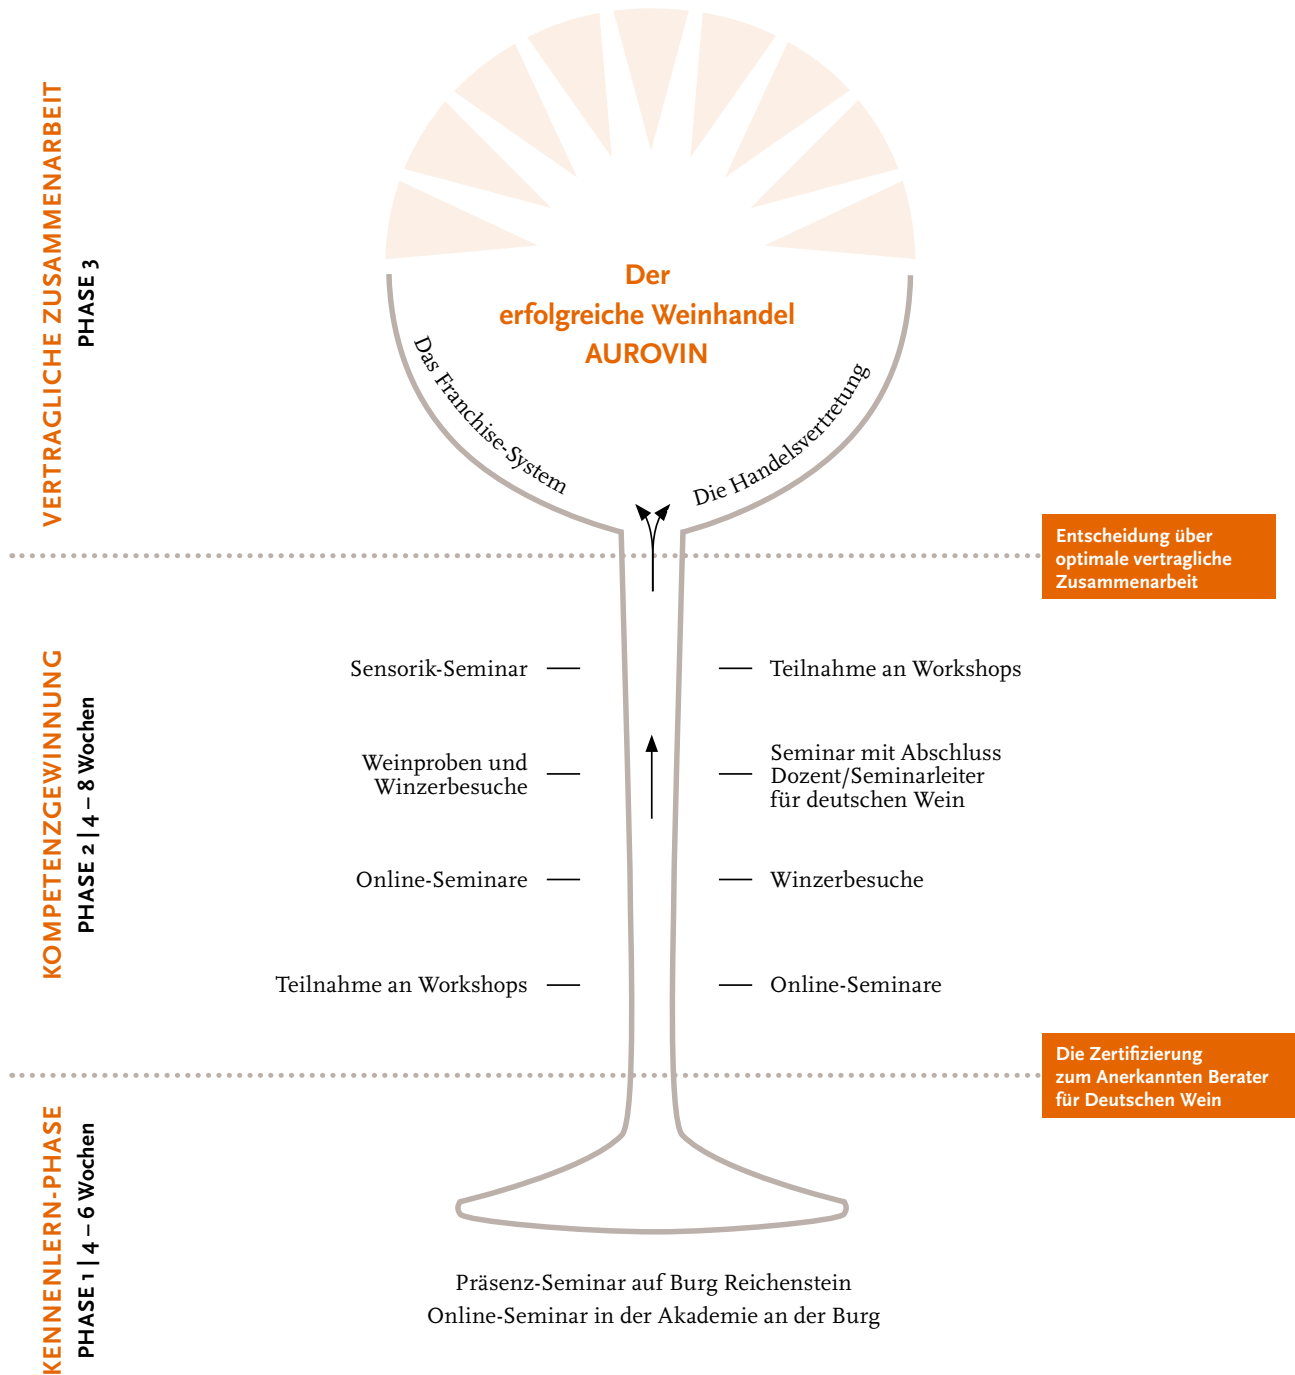 VERTRAGLICHE ZUSAMMENARBEIT
PHASE 3
Der
erfolgreiche Weinhandel
AUROVIN
Das Franchise-System
Die Handelsvertretung
Entscheidung über
optimale vertragliche
Zusammenarbeit
KOMPETENZGEWINNUNG
PHASE 2 | 4 – 8 Wochen
Sensorik-Seminar
Teilnahme an Workshops
Weinproben und
Winzerbesuche
Seminar mit Abschluss
Dozent/Seminarleiter
für deutschen Wein
Online-Seminare
Winzerbesuche
Teilnahme an Workshops
Online-Seminare
Die Zertifizierung
zum Anerkannten Berater
für Deutschen Wein
KENNENLERN-PHASE
PHASE 1 | 4 – 6 Wochen
Präsenz-Seminar auf Burg Reichenstein
Online-Seminar in der Akademie an der Burg